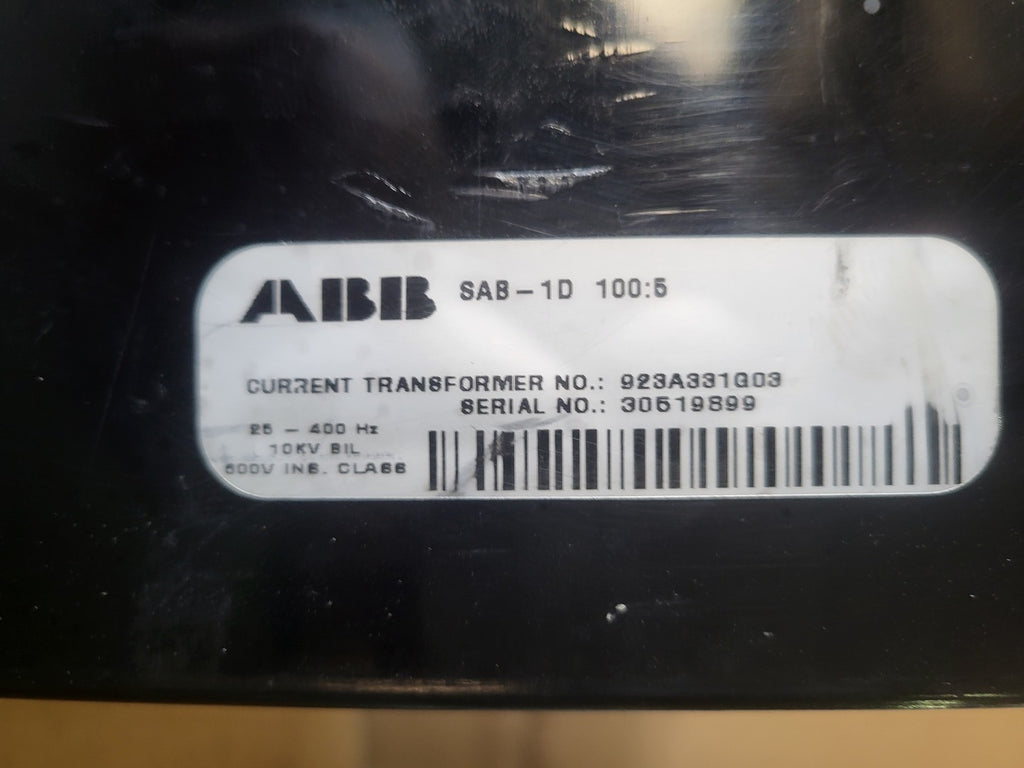 ABB SAB-1D 100:5
CURRENT TRANSFORMER NO.: 923A331G03
SERIAL NO.: 30519899
25 - 400 Hz
10KV BIL
600V INS. CLASS